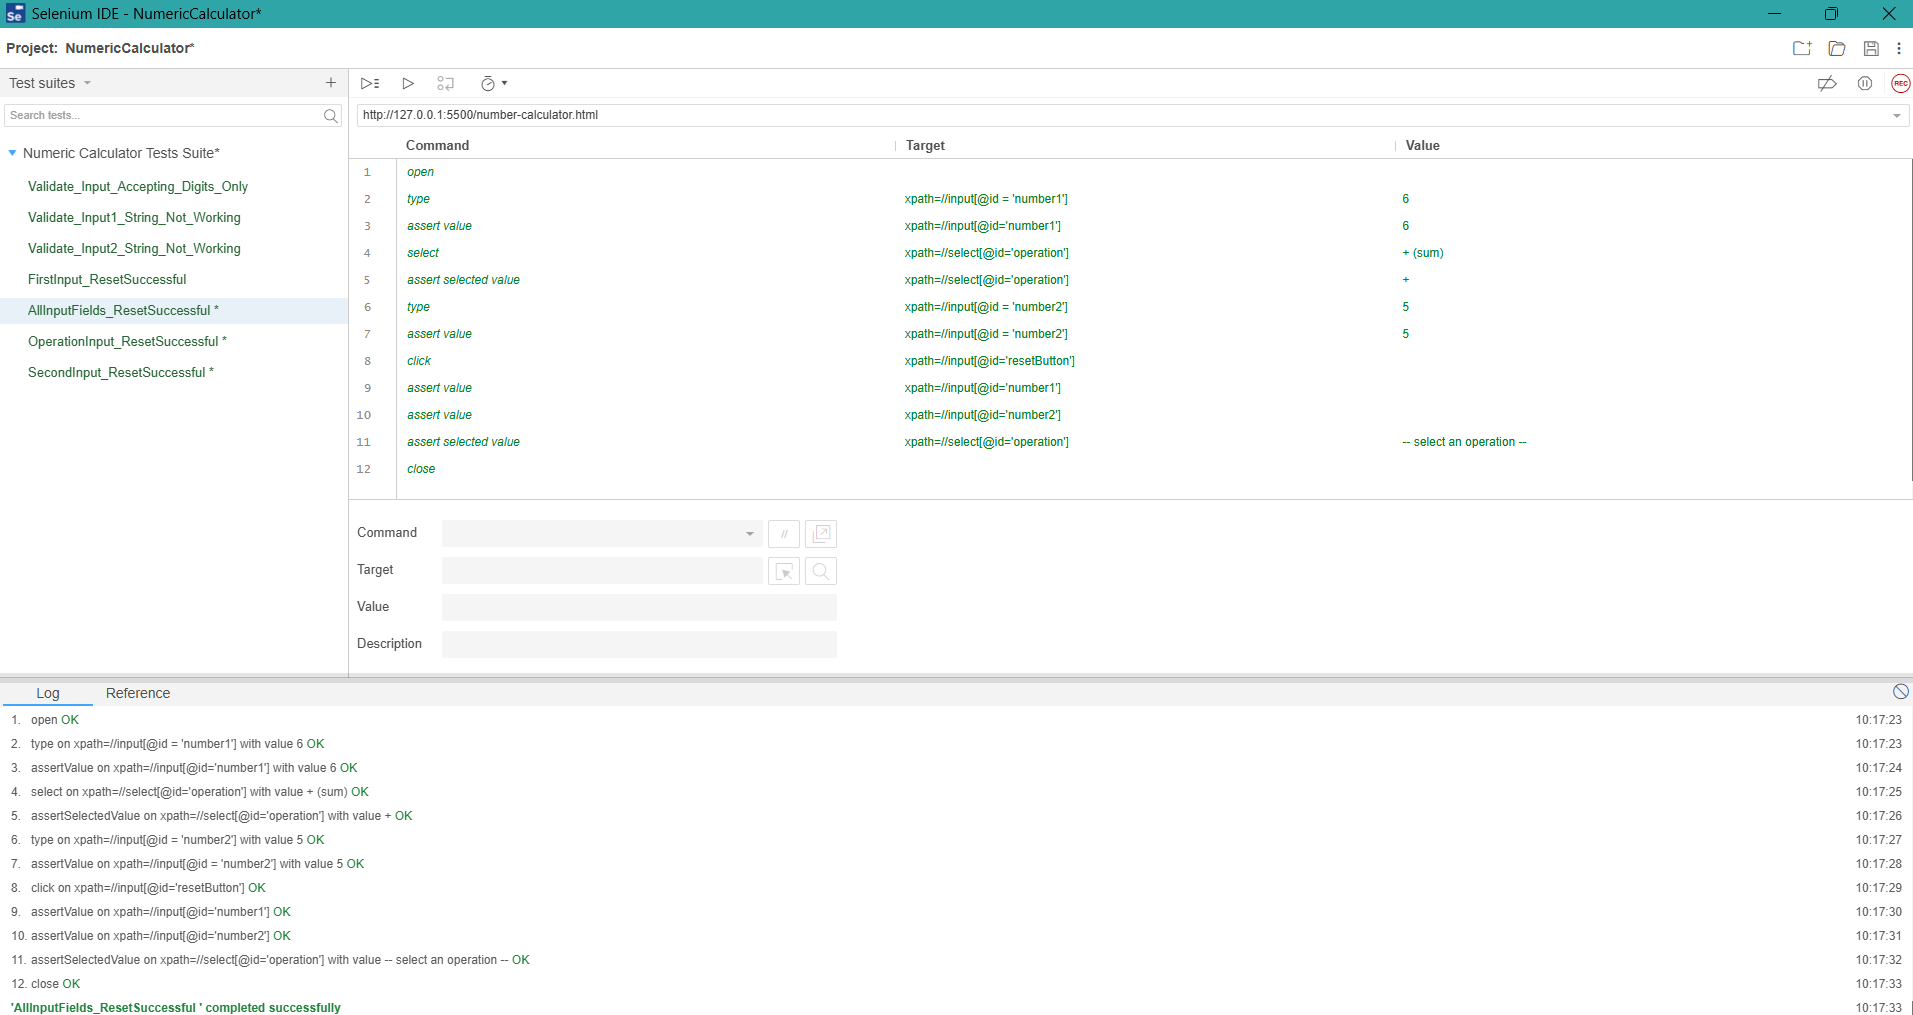 Selenium IDE - NumericCalculator*
Project: NumericCalculator*
Test suites
Search tests...
Numeric Calculator Tests Suite*
Validate_Input_Accepting_Digits_Only
Validate_Input1_String_Not_Working
Validate_Input2_String_Not_Working
FirstInput_ResetSuccessful
AllInputFields_ResetSuccessful *
OperationInput_ResetSuccessful *
SecondInput_ResetSuccessful *
REC
http://127.0.0.1:5500/number-calculator.html
Command Target Value
1 open
2 type xpath=//input[@id = 'number1'] 6
3 assert value xpath=//input[@id='number1'] 6
4 select xpath=//select[@id='operation'] + (sum)
5 assert selected value xpath=//select[@id='operation'] +
6 type xpath=//input[@id = 'number2'] 5
7 assert value xpath=//input[@id = 'number2'] 5
8 click xpath=//input[@id='resetButton']
9 assert value xpath=//input[@id='number1']
10 assert value xpath=//input[@id='number2']
11 assert selected value xpath=//select[@id='operation'] -- select an operation --
12 close
Command //
Target
Value
Description
Log Reference
1. open OK 10:17:23
2. type on xpath=//input[@id = 'number1'] with value 6 OK 10:17:23
3. assertValue on xpath=//input[@id='number1'] with value 6 OK 10:17:24
4. select on xpath=//select[@id='operation'] with value + (sum) OK 10:17:25
5. assertSelectedValue on xpath=//select[@id='operation'] with value + OK 10:17:26
6. type on xpath=//input[@id = 'number2'] with value 5 OK 10:17:27
7. assertValue on xpath=//input[@id = 'number2'] with value 5 OK 10:17:28
8. click on xpath=//input[@id='resetButton'] OK 10:17:29
9. assertValue on xpath=//input[@id='number1'] OK 10:17:30
10. assertValue on xpath=//input[@id='number2'] OK 10:17:31
11. assertSelectedValue on xpath=//select[@id='operation'] with value -- select an operation -- OK 10:17:32
12. close OK 10:17:33
'AllInputFields_ResetSuccessful ' completed successfully 10:17:33